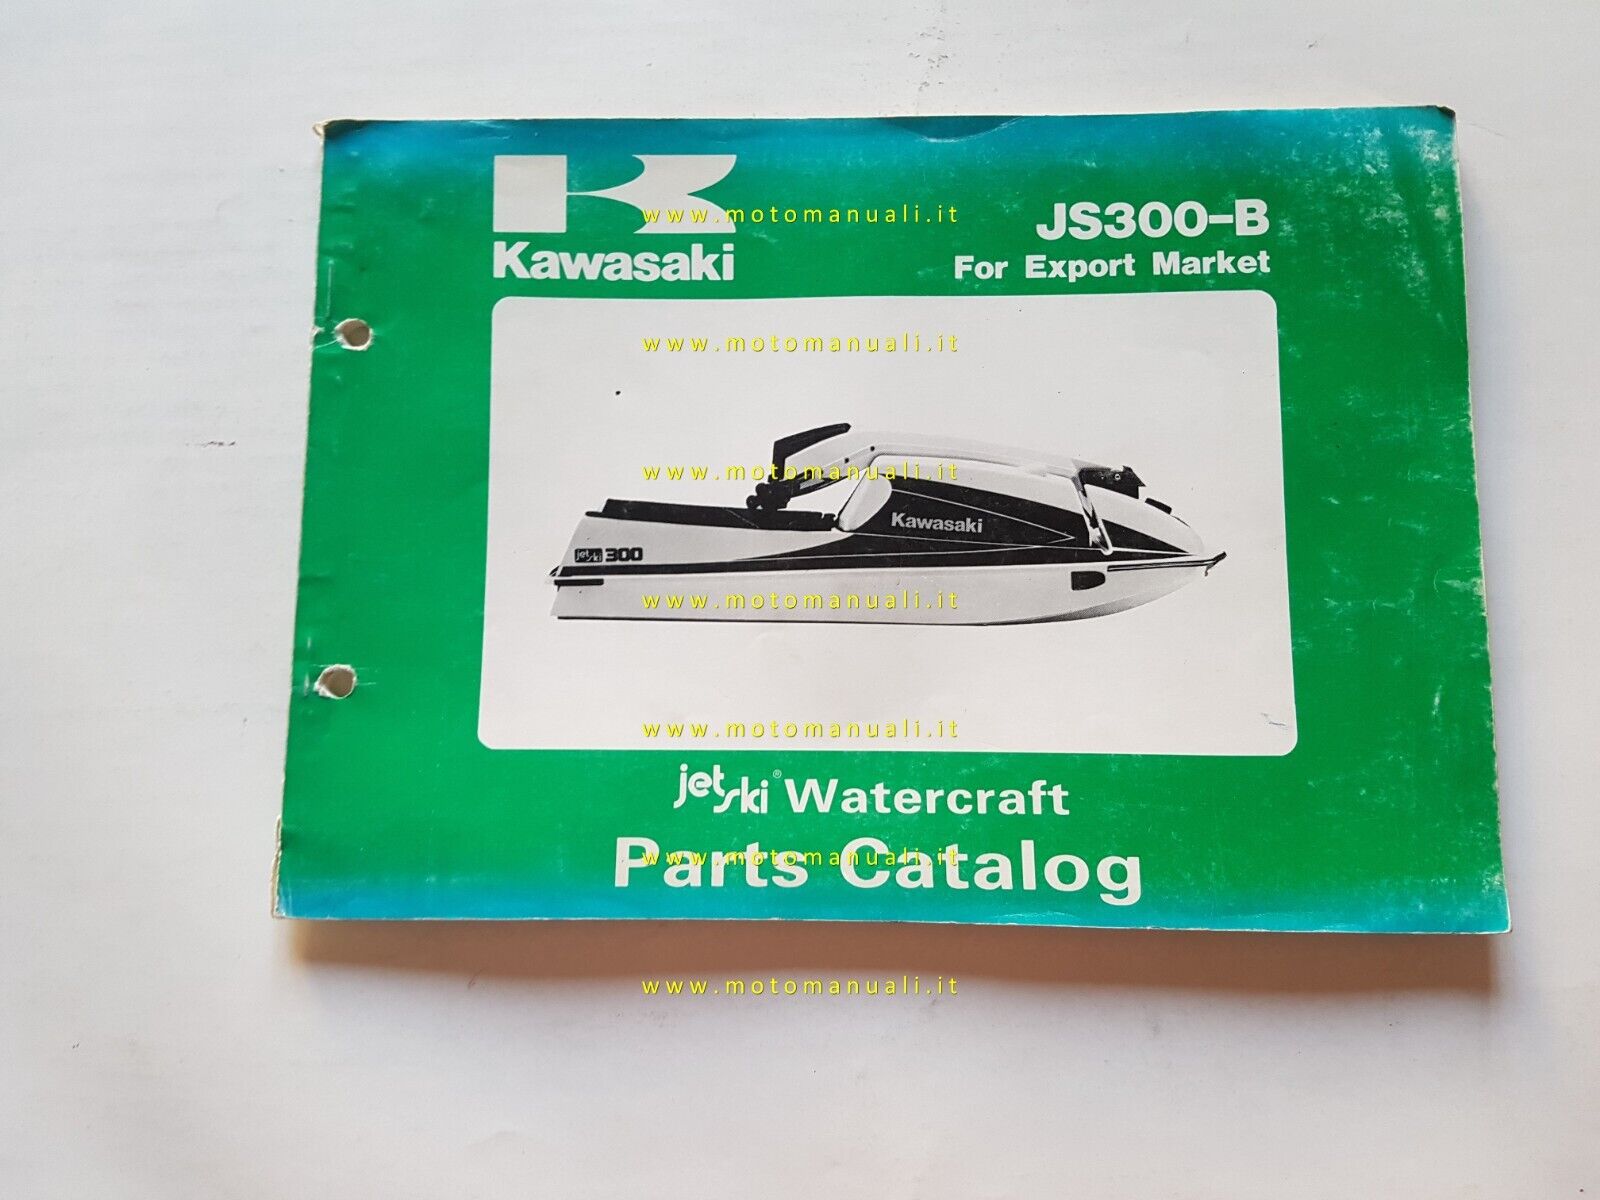 Kawasaki
JS300-B
For Export Market
www.motomanuali.it
www.motomanuali.it
www.motomanuali.it
Kawasaki
jet ski 300
www.motomanuali.it
www.motomanuali.it
jet ski® Watercraft
Parts Catalog
www.motomanuali.it
www.motomanuali.it